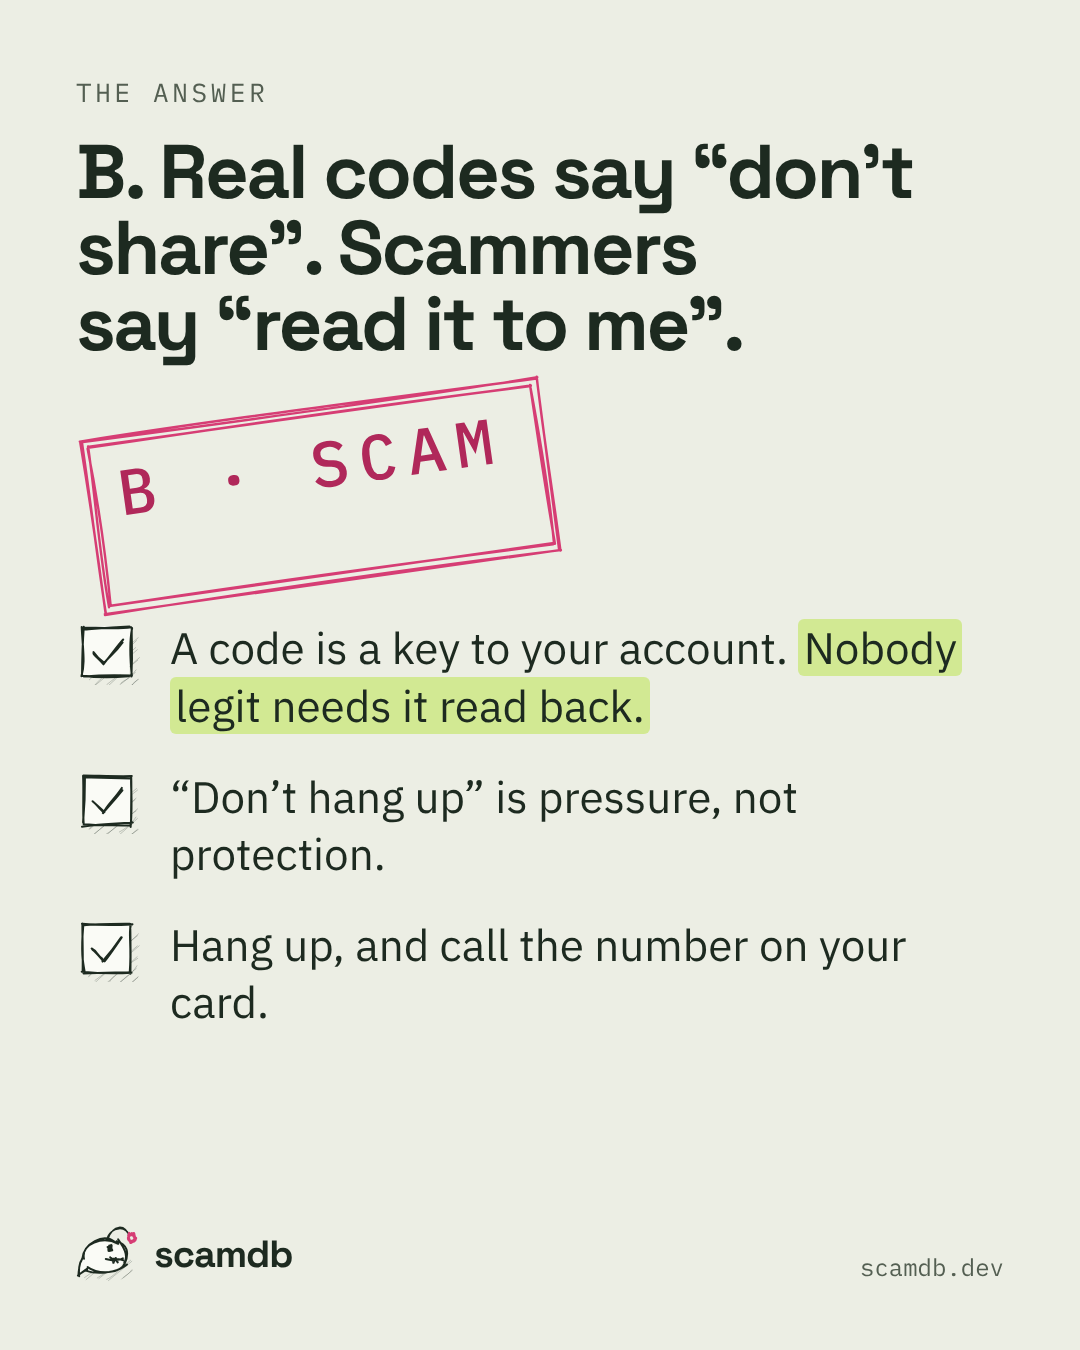 THE ANSWER
B. Real codes say “don’t
share”. Scammers
say “read it to me”.
B · SCAM
A code is a key to your account. Nobody
legit needs it read back.
“Don’t hang up” is pressure, not
protection.
Hang up, and call the number on your
card.
scamdb
scamdb.dev